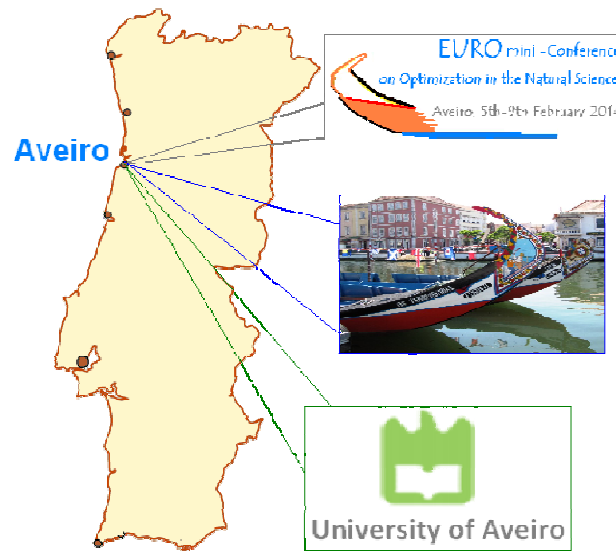 EURO mini -Conference
on Optimization in the Natural Science
Aveiro, 5th-9th February 2014
Aveiro
University of Aveiro